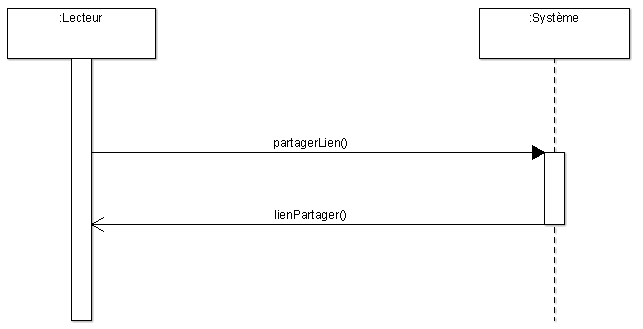 :Lecteur
:Système
partagerLien()
lienPartager()